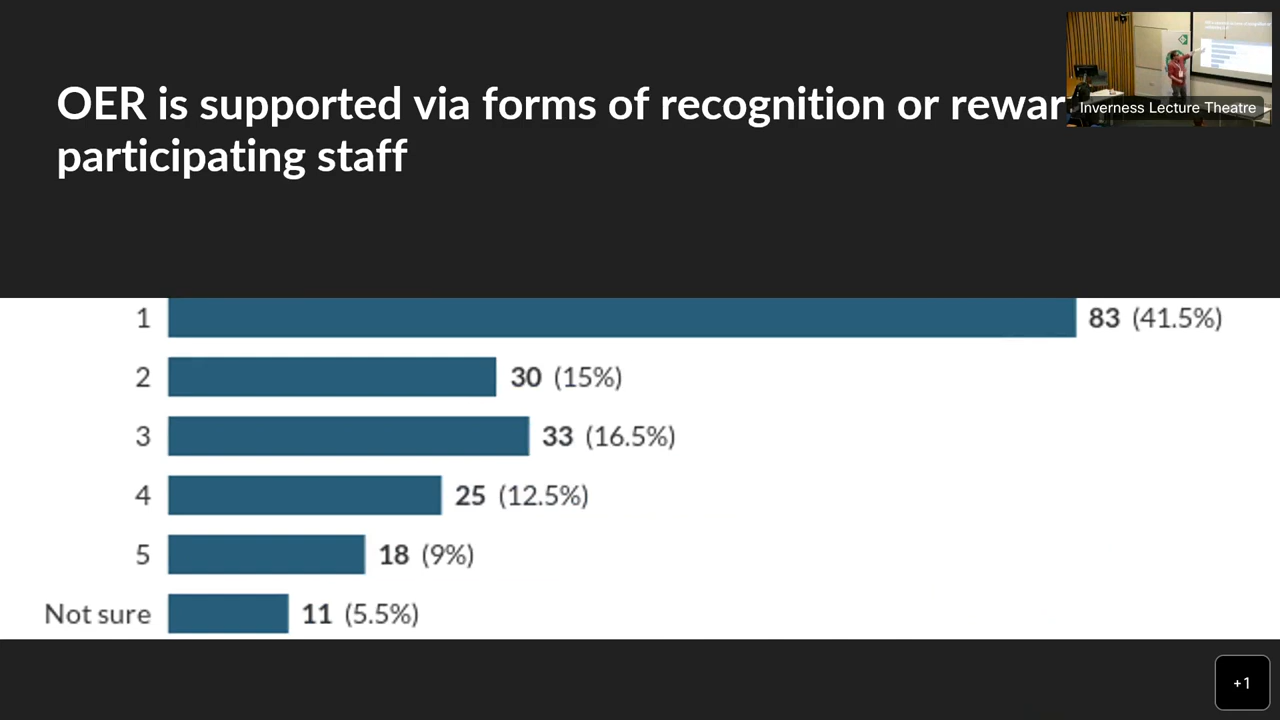 OER is supported via forms of recognition or rewar
participating staff
Inverness Lecture Theatre
1 83 (41.5%)
2 30 (15%)
3 33 (16.5%)
4 25 (12.5%)
5 18 (9%)
Not sure 11 (5.5%)
+1